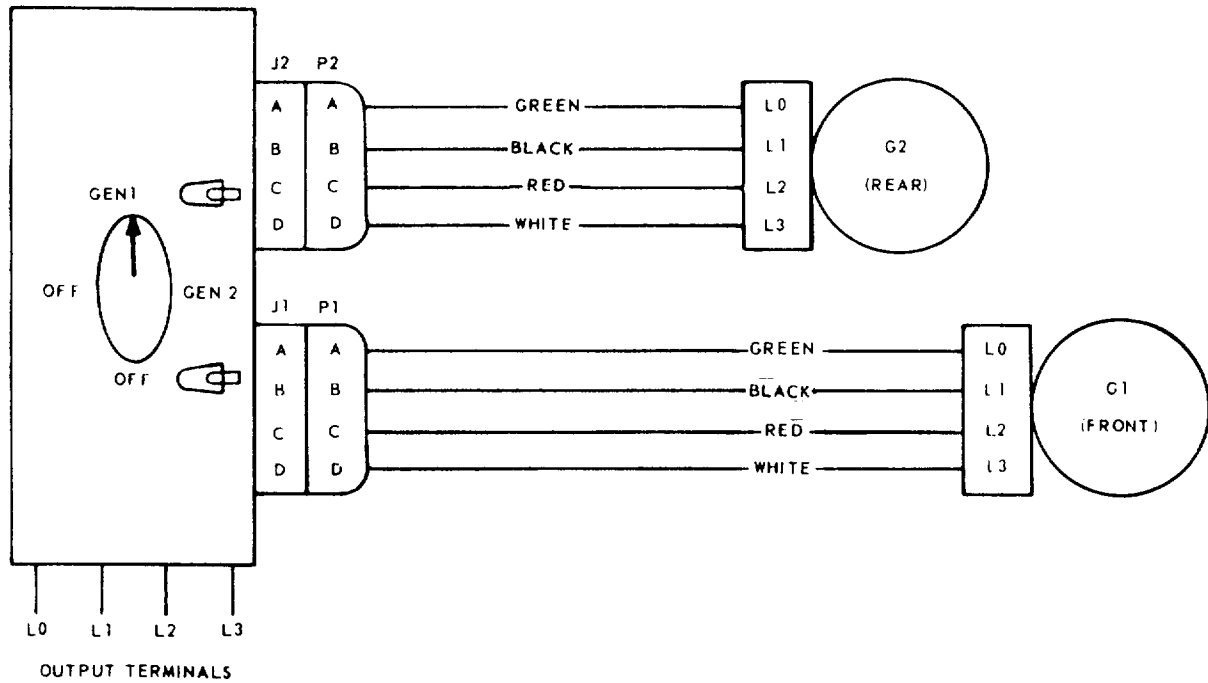 J2 P2
A A GREEN L0
B B BLACK L1
C C RED L2
D D WHITE L3
G2
(REAR)
GEN1
OFF GEN 2
OFF
J1 P1
A A GREEN L0
B B BLACK L1
C C RED L2
D D WHITE L3
G1
(FRONT)
L0 L1 L2 L3
OUTPUT TERMINALS